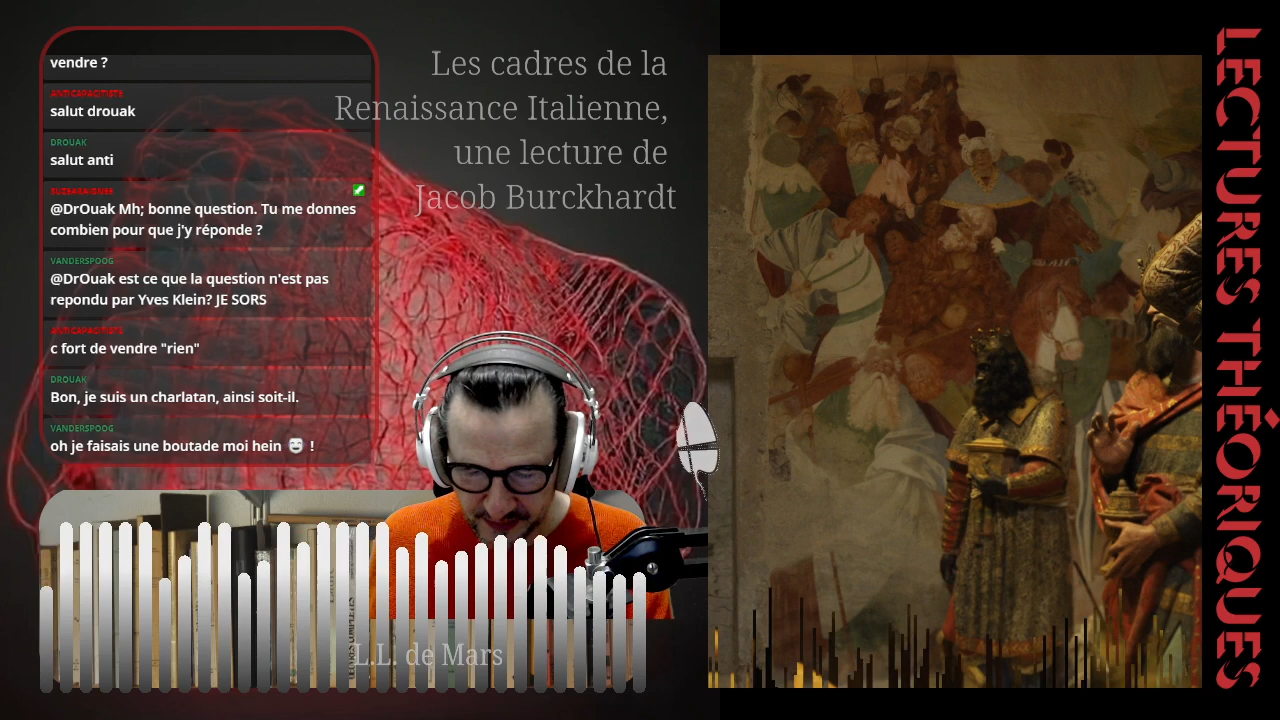 vendre ?
ANTICAPACITISTE
salut drouak
DROUAK
salut anti
SUZEARAIGNEE
@DrOuak Mh; bonne question. Tu me donnes
combien pour que j'y réponde ?
VANDERSPOOG
@DrOuak est ce que la question n'est pas
repondu par Yves Klein? JE SORS
ANTICAPACITISTE
c fort de vendre "rien"
DROUAK
Bon, je suis un charlatan, ainsi soit-il.
VANDERSPOOG
oh je faisais une boutade moi hein !
Les cadres de la
Renaissance Italienne,
une lecture de
Jacob Burckhardt
L.L. de Mars
LECTURES THÉORIQUES